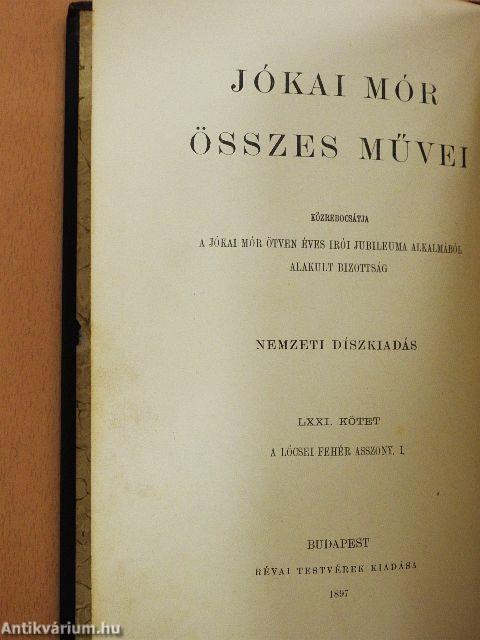 JÓKAI MÓR
ÖSSZES MŰVEI
KÖZREBOCSÁTJA
A JÓKAI MÓR ÖTVEN ÉVES IRÓI JUBILEUMA ALKALMÁBÓL
ALAKULT BIZOTTSÁG
NEMZETI DÍSZKIADÁS
LXXI. KÖTET
A LŐCSEI FEHÉR ASSZONY. I.
BUDAPEST
RÉVAI TESTVÉREK KIADÁSA
1897
Antikvárium.hu